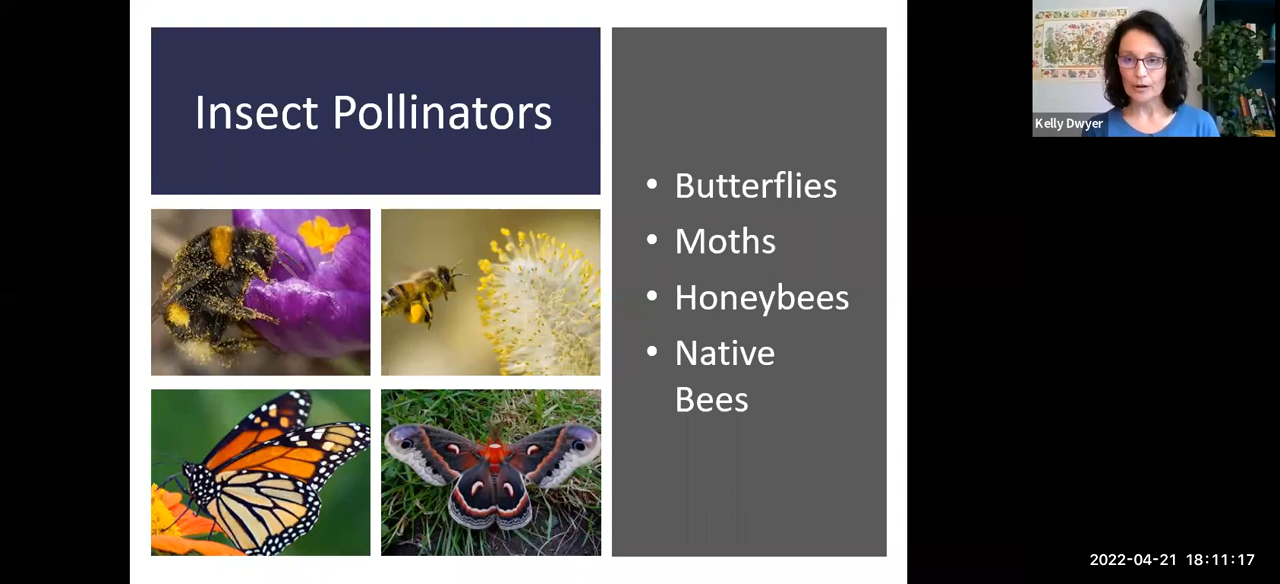 Insect Pollinators
• Butterflies
• Moths
• Honeybees
• Native
Bees
Kelly Dwyer
2022-04-21 18:11:17